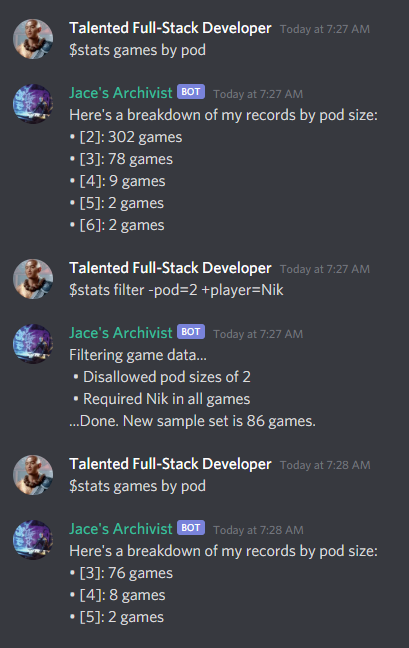 Talented Full-Stack Developer Today at 7:27 AM
$stats games by pod
Jace's Archivist BOT Today at 7:27 AM
Here's a breakdown of my records by pod size:
• [2]: 302 games
• [3]: 78 games
• [4]: 9 games
• [5]: 2 games
• [6]: 2 games
Talented Full-Stack Developer Today at 7:27 AM
$stats filter -pod=2 +player=Nik
Jace's Archivist BOT Today at 7:27 AM
Filtering game data...
• Disallowed pod sizes of 2
• Required Nik in all games
...Done. New sample set is 86 games.
Talented Full-Stack Developer Today at 7:28 AM
$stats games by pod
Jace's Archivist BOT Today at 7:28 AM
Here's a breakdown of my records by pod size:
• [3]: 76 games
• [4]: 8 games
• [5]: 2 games